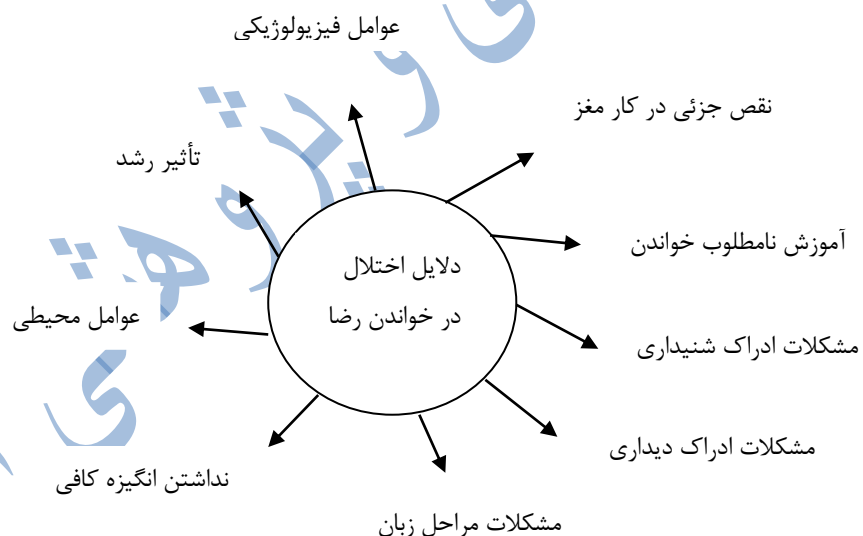 عوامل فیزیولوژیکی
نقص جزئی در کار مغز
تأثیر رشد
آموزش نامطلوب خواندن
دلایل اختلال
در خواندن رضا
عوامل محیطی
مشکلات ادراک شنیداری
مشکلات ادراک دیداری
نداشتن انگیزه کافی
مشکلات مراحل زبان